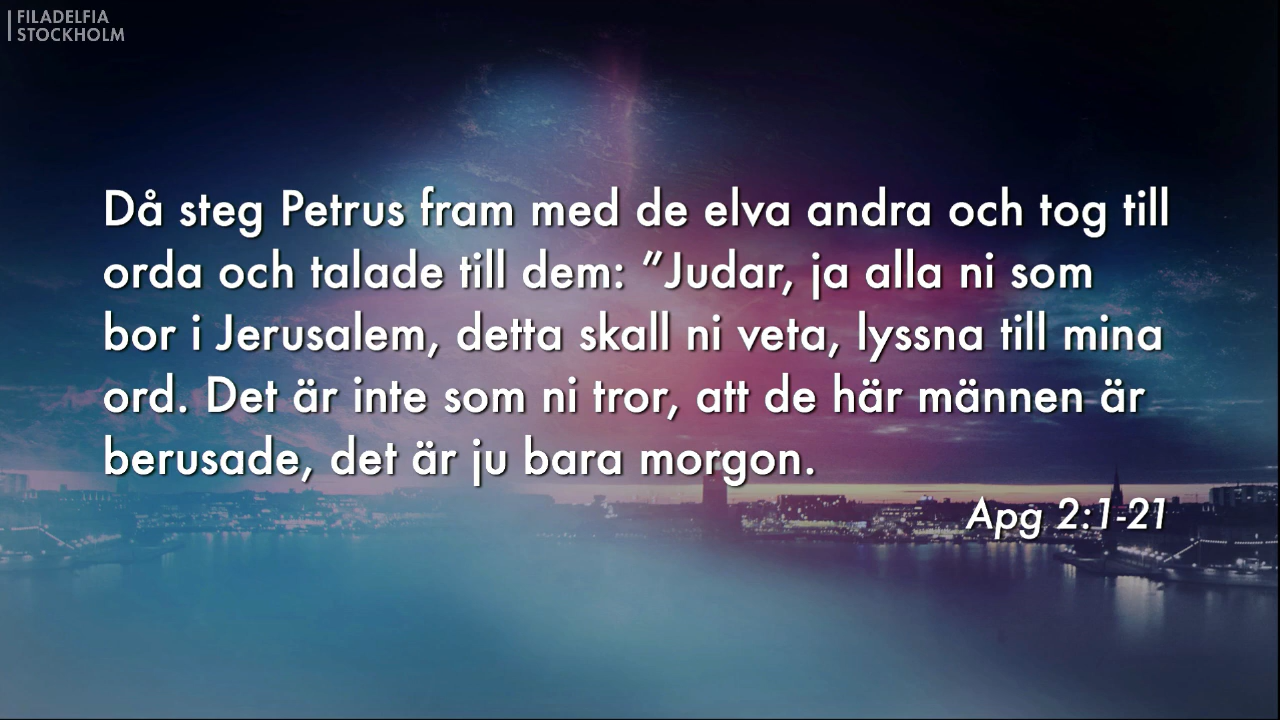 FILADELFIA
STOCKHOLM
Då steg Petrus fram med de elva andra och tog till
orda och talade till dem: ”Judar, ja alla ni som
bor i Jerusalem, detta skall ni veta, lyssna till mina
ord. Det är inte som ni tror, att de här männen är
berusade, det är ju bara morgon.
Apg 2:1-21